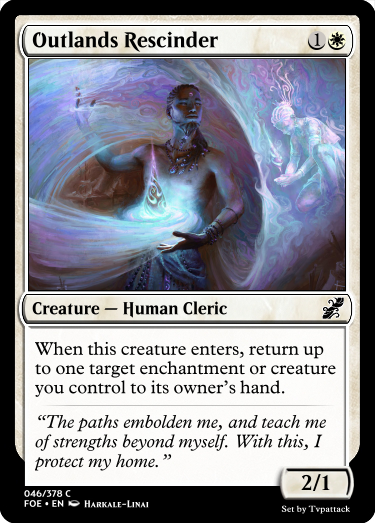 Outlands Rescinder 1
Creature — Human Cleric
When this creature enters, return up
to one target enchantment or creature
you control to its owner's hand.
“The paths embolden me, and teach me
of strengths beyond myself. With this, I
protect my home.”
2/1
046/378 C
FOE • EN Harkale-Linai
Set by Tvpattack